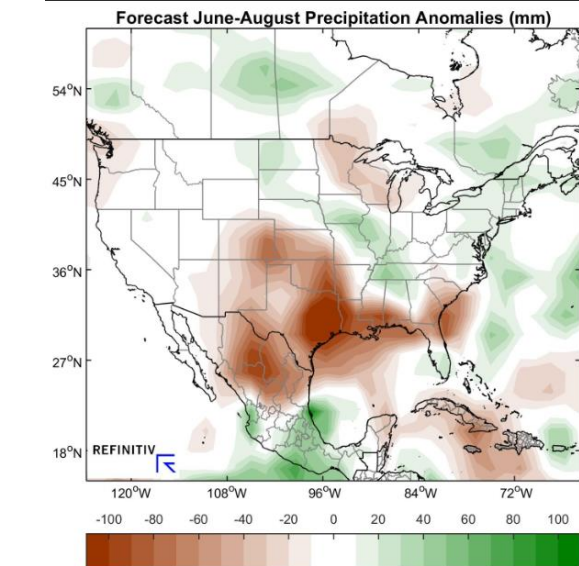 Forecast June-August Precipitation Anomalies (mm)
54°N
45°N
36°N
27°N
18°N
REFINITIV
120°W 108°W 96°W 84°W 72°W
-100 -80 -60 -40 -20 0 20 40 60 80 100